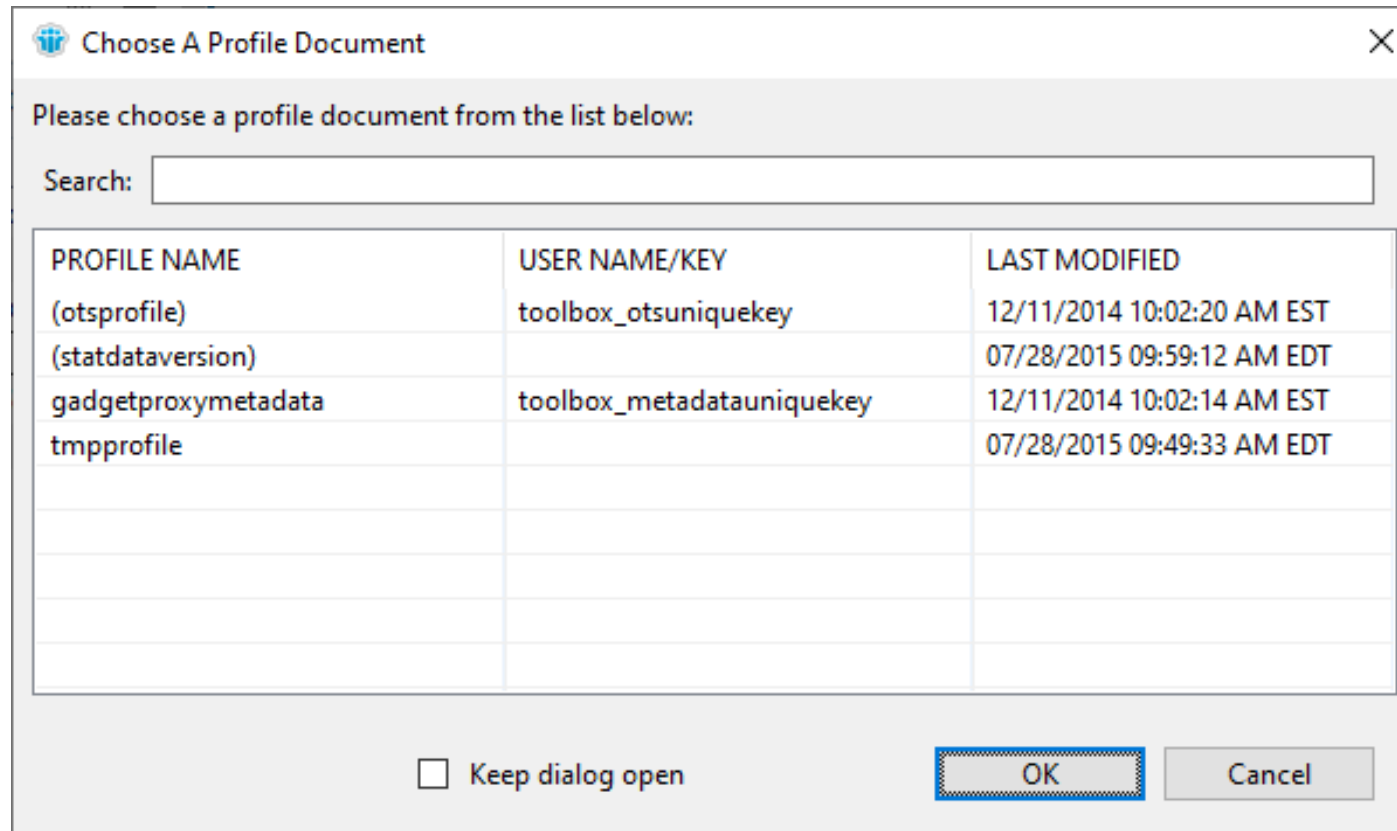 Choose A Profile Document
Please choose a profile document from the list below:
Search:
PROFILE NAME USER NAME/KEY LAST MODIFIED
(otsprofile) toolbox_otsuniquekey 12/11/2014 10:02:20 AM EST
(statdataversion) 07/28/2015 09:59:12 AM EDT
gadgetproxymetadata toolbox_metadatauniquekey 12/11/2014 10:02:14 AM EST
tmpprofile 07/28/2015 09:49:33 AM EDT
Keep dialog open OK Cancel